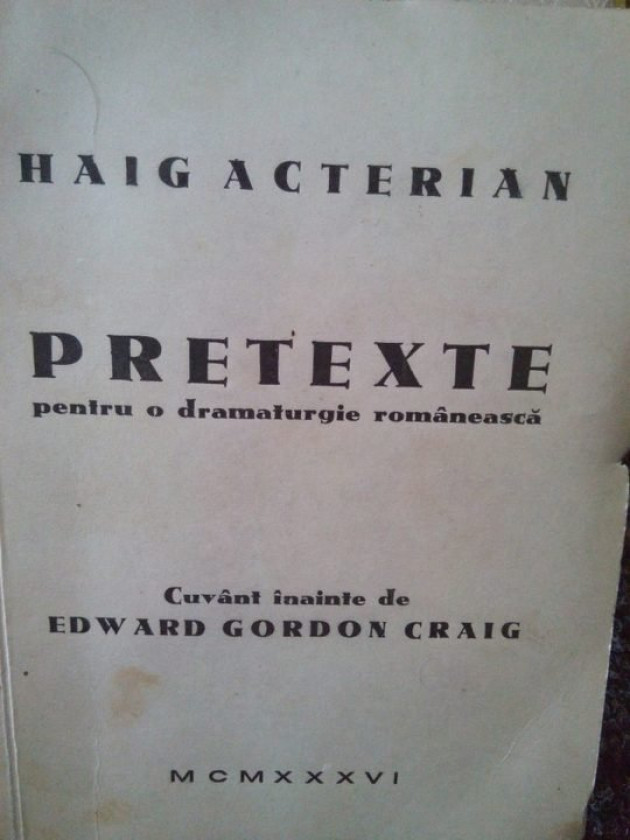 HAIG ACTERIAN
PRETEXTE
pentru o dramaturgie românească
Cuvânt înainte de
EDWARD GORDON CRAIG
MCMXXXVI